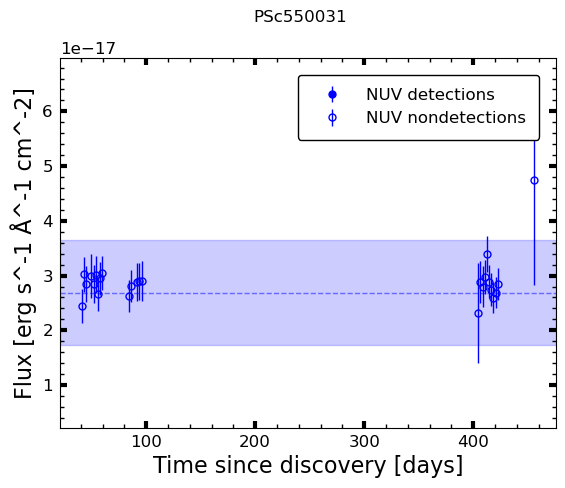 PSc550031
1e−17
NUV detections
NUV nondetections
6
5
4
3
2
1
Flux [erg s^-1 Å^-1 cm^-2]
100 200 300 400
Time since discovery [days]